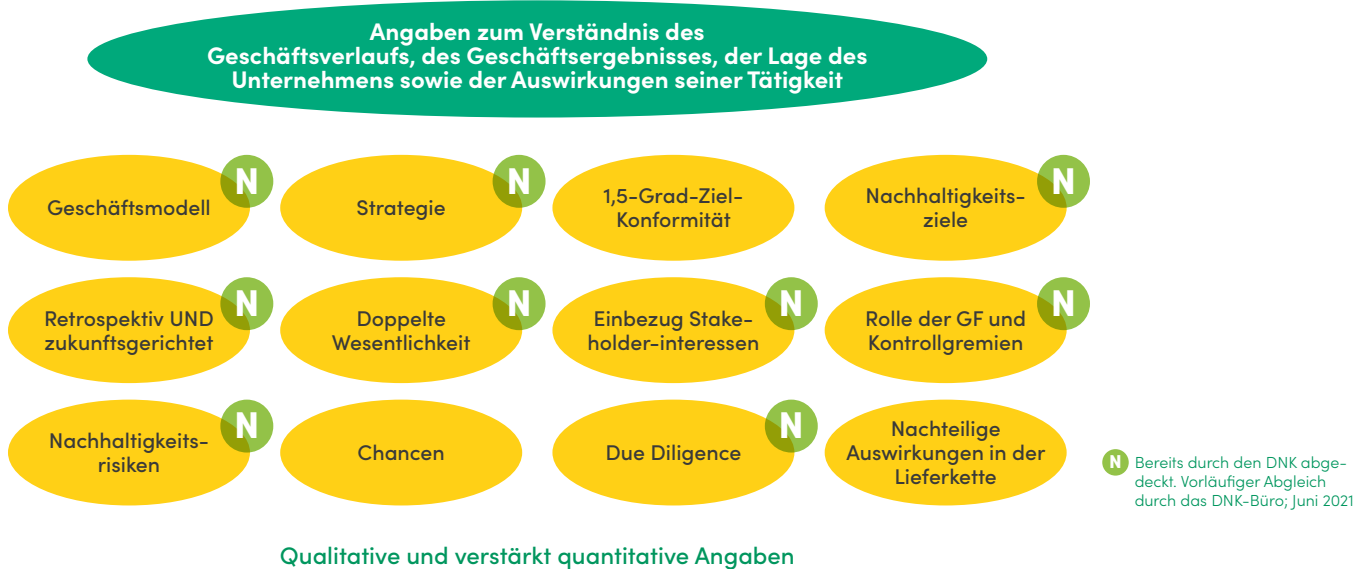 Angaben zum Verständnis des
Geschäftsverlaufs, des Geschäftsergebnisses, der Lage des
Unternehmens sowie der Auswirkungen seiner Tätigkeit
Geschäftsmodell
N
Strategie
N
1,5-Grad-Ziel-
Konformität
Nachhaltigkeits-
ziele
N
Retrospektiv UND
zukunftsgerichtet
N
Doppelte
Wesentlichkeit
N
Einbezug Stake-
holder-interessen
N
Rolle der GF und
Kontrollgremien
N
Nachhaltigkeits-
risiken
N
Chancen
Due Diligence
N
Nachteilige
Auswirkungen in der
Lieferkette
N Bereits durch den DNK abge-
deckt. Vorläufiger Abgleich
durch das DNK-Büro; Juni 2021
Qualitative und verstärkt quantitative Angaben